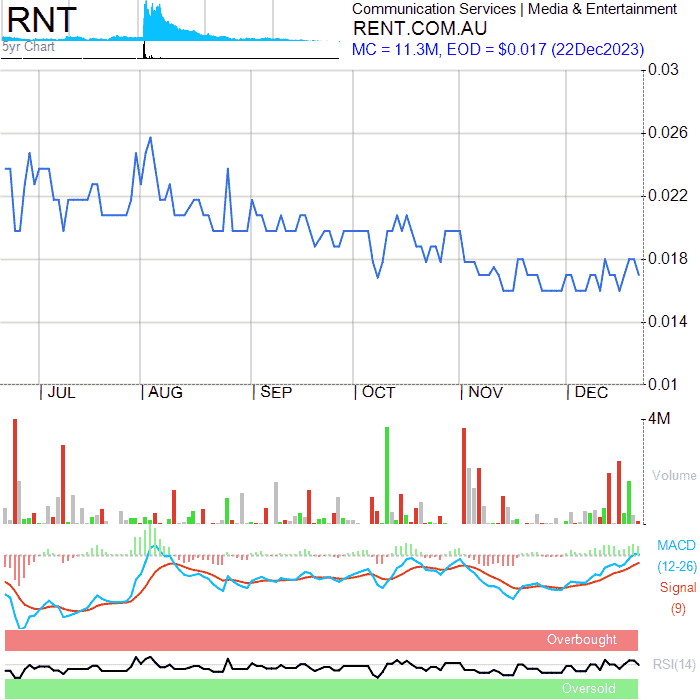 RNT
5yr Chart
Communication Services | Media & Entertainment
RENT.COM.AU
MC = 11.3M, EOD = $0.017 (22Dec2023)
0.03
0.026
0.022
0.018
0.014
0.01
JUL AUG SEP OCT NOV DEC
4M
Volume
MACD
(12-26)
Signal
(9)
Overbought
RSI(14)
Oversold